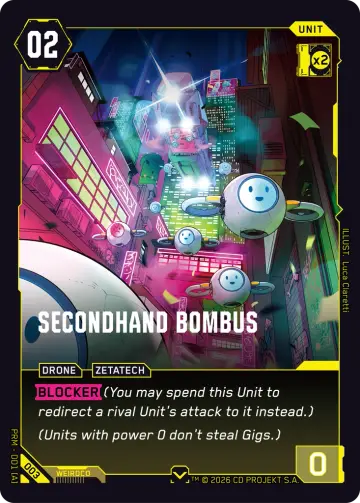 UNIT
02
x2
SECONDHAND BOMBUS
ILLUST. Luca Claretti
DRONE ZETATECH
BLOCKER (You may spend this Unit to
redirect a rival Unit's attack to it instead.)
(Units with power 0 don't steal Gigs.)
0
PRM-001(A)
003
WEIRDCO
™ © 2026 CD PROJEKT S.A.